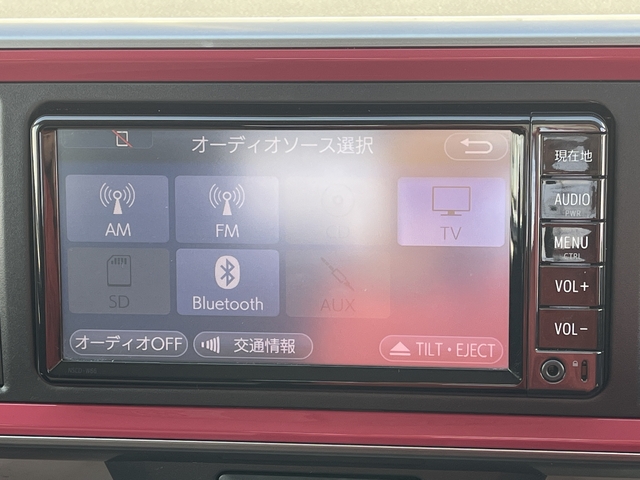 オーディオソース選択
AM
FM
TV
SD
Bluetooth
AUX
オーディオOFF
交通情報
TILT・EJECT
現在地
AUDIO
PWR
MENU
CTRL
VOL+
VOL−